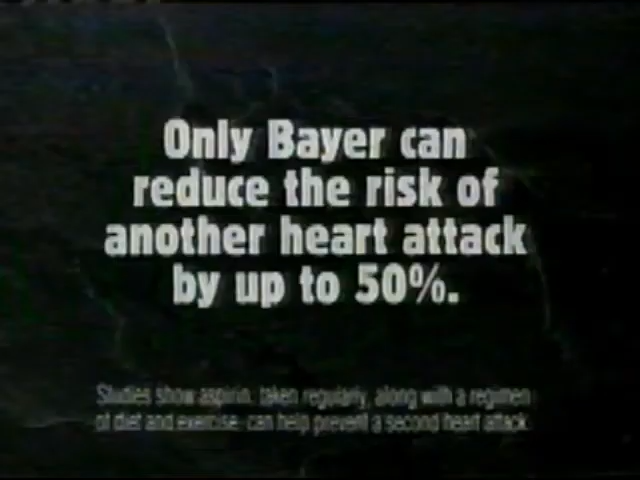 Only Bayer can
reduce the risk of
another heart attack
by up to 50%.
Studies show aspirin, taken regularly, along with a regimen
of diet and exercise, can help prevent a second heart attack.